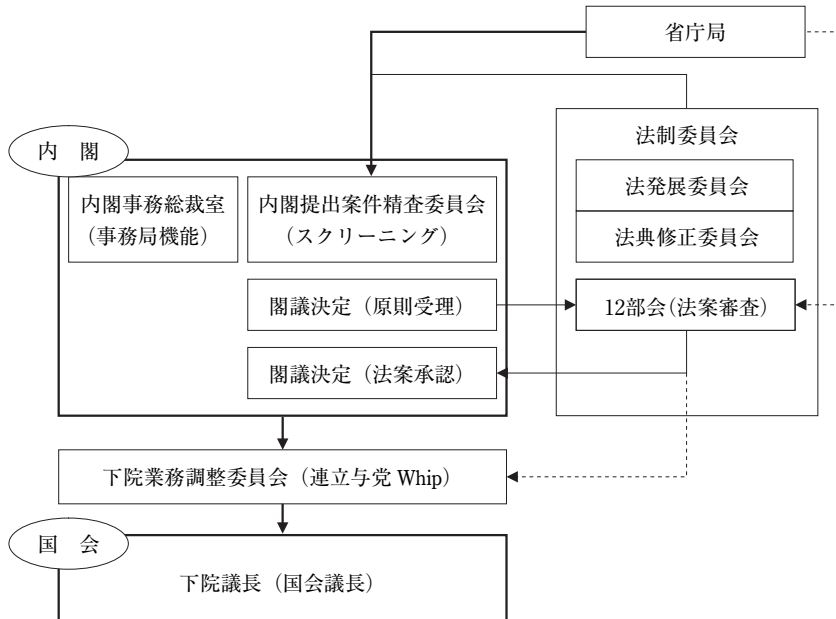 省庁局
法制委員会
内　閣
法発展委員会
内閣事務総裁室
（事務局機能）
内閣提出案件精査委員会
（スクリーニング）
法典修正委員会
閣議決定（原則受理）
12部会（法案審査）
閣議決定（法案承認）
下院業務調整委員会（連立与党 Whip）
国　会
下院議長（国会議長）